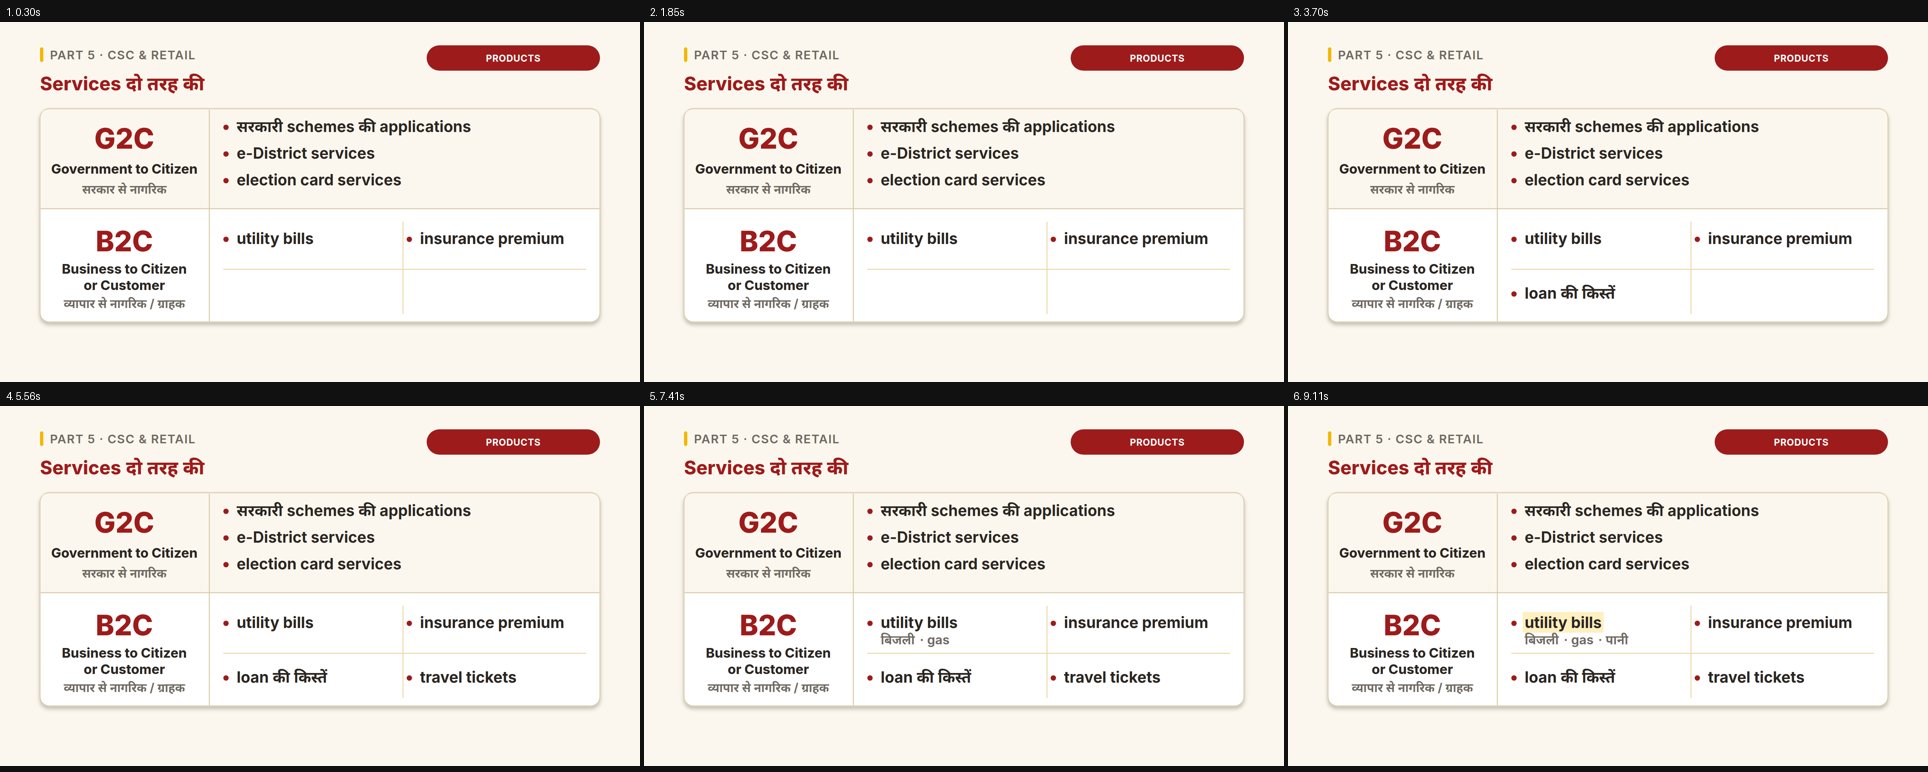 1. 0.30s
PART 5 · CSC & RETAIL
PRODUCTS
Services दो तरह की
G2C
Government to Citizen
सरकार से नागरिक
• सरकारी schemes की applications
• e-District services
• election card services
B2C
Business to Citizen
or Customer
व्यापार से नागरिक / ग्राहक
• utility bills
• insurance premium
2. 1.85s
PART 5 · CSC & RETAIL
PRODUCTS
Services दो तरह की
G2C
Government to Citizen
सरकार से नागरिक
• सरकारी schemes की applications
• e-District services
• election card services
B2C
Business to Citizen
or Customer
व्यापार से नागरिक / ग्राहक
• utility bills
• insurance premium
3. 3.70s
PART 5 · CSC & RETAIL
PRODUCTS
Services दो तरह की
G2C
Government to Citizen
सरकार से नागरिक
• सरकारी schemes की applications
• e-District services
• election card services
B2C
Business to Citizen
or Customer
व्यापार से नागरिक / ग्राहक
• utility bills
• insurance premium
• loan की किस्तें
4. 5.56s
PART 5 · CSC & RETAIL
PRODUCTS
Services दो तरह की
G2C
Government to Citizen
सरकार से नागरिक
• सरकारी schemes की applications
• e-District services
• election card services
B2C
Business to Citizen
or Customer
व्यापार से नागरिक / ग्राहक
• utility bills
• insurance premium
• loan की किस्तें
• travel tickets
5. 7.41s
PART 5 · CSC & RETAIL
PRODUCTS
Services दो तरह की
G2C
Government to Citizen
सरकार से नागरिक
• सरकारी schemes की applications
• e-District services
• election card services
B2C
Business to Citizen
or Customer
व्यापार से नागरिक / ग्राहक
• utility bills
बिजली · gas
• insurance premium
• loan की किस्तें
• travel tickets
6. 9.11s
PART 5 · CSC & RETAIL
PRODUCTS
Services दो तरह की
G2C
Government to Citizen
सरकार से नागरिक
• सरकारी schemes की applications
• e-District services
• election card services
B2C
Business to Citizen
or Customer
व्यापार से नागरिक / ग्राहक
• utility bills
बिजली · gas · पानी
• insurance premium
• loan की किस्तें
• travel tickets